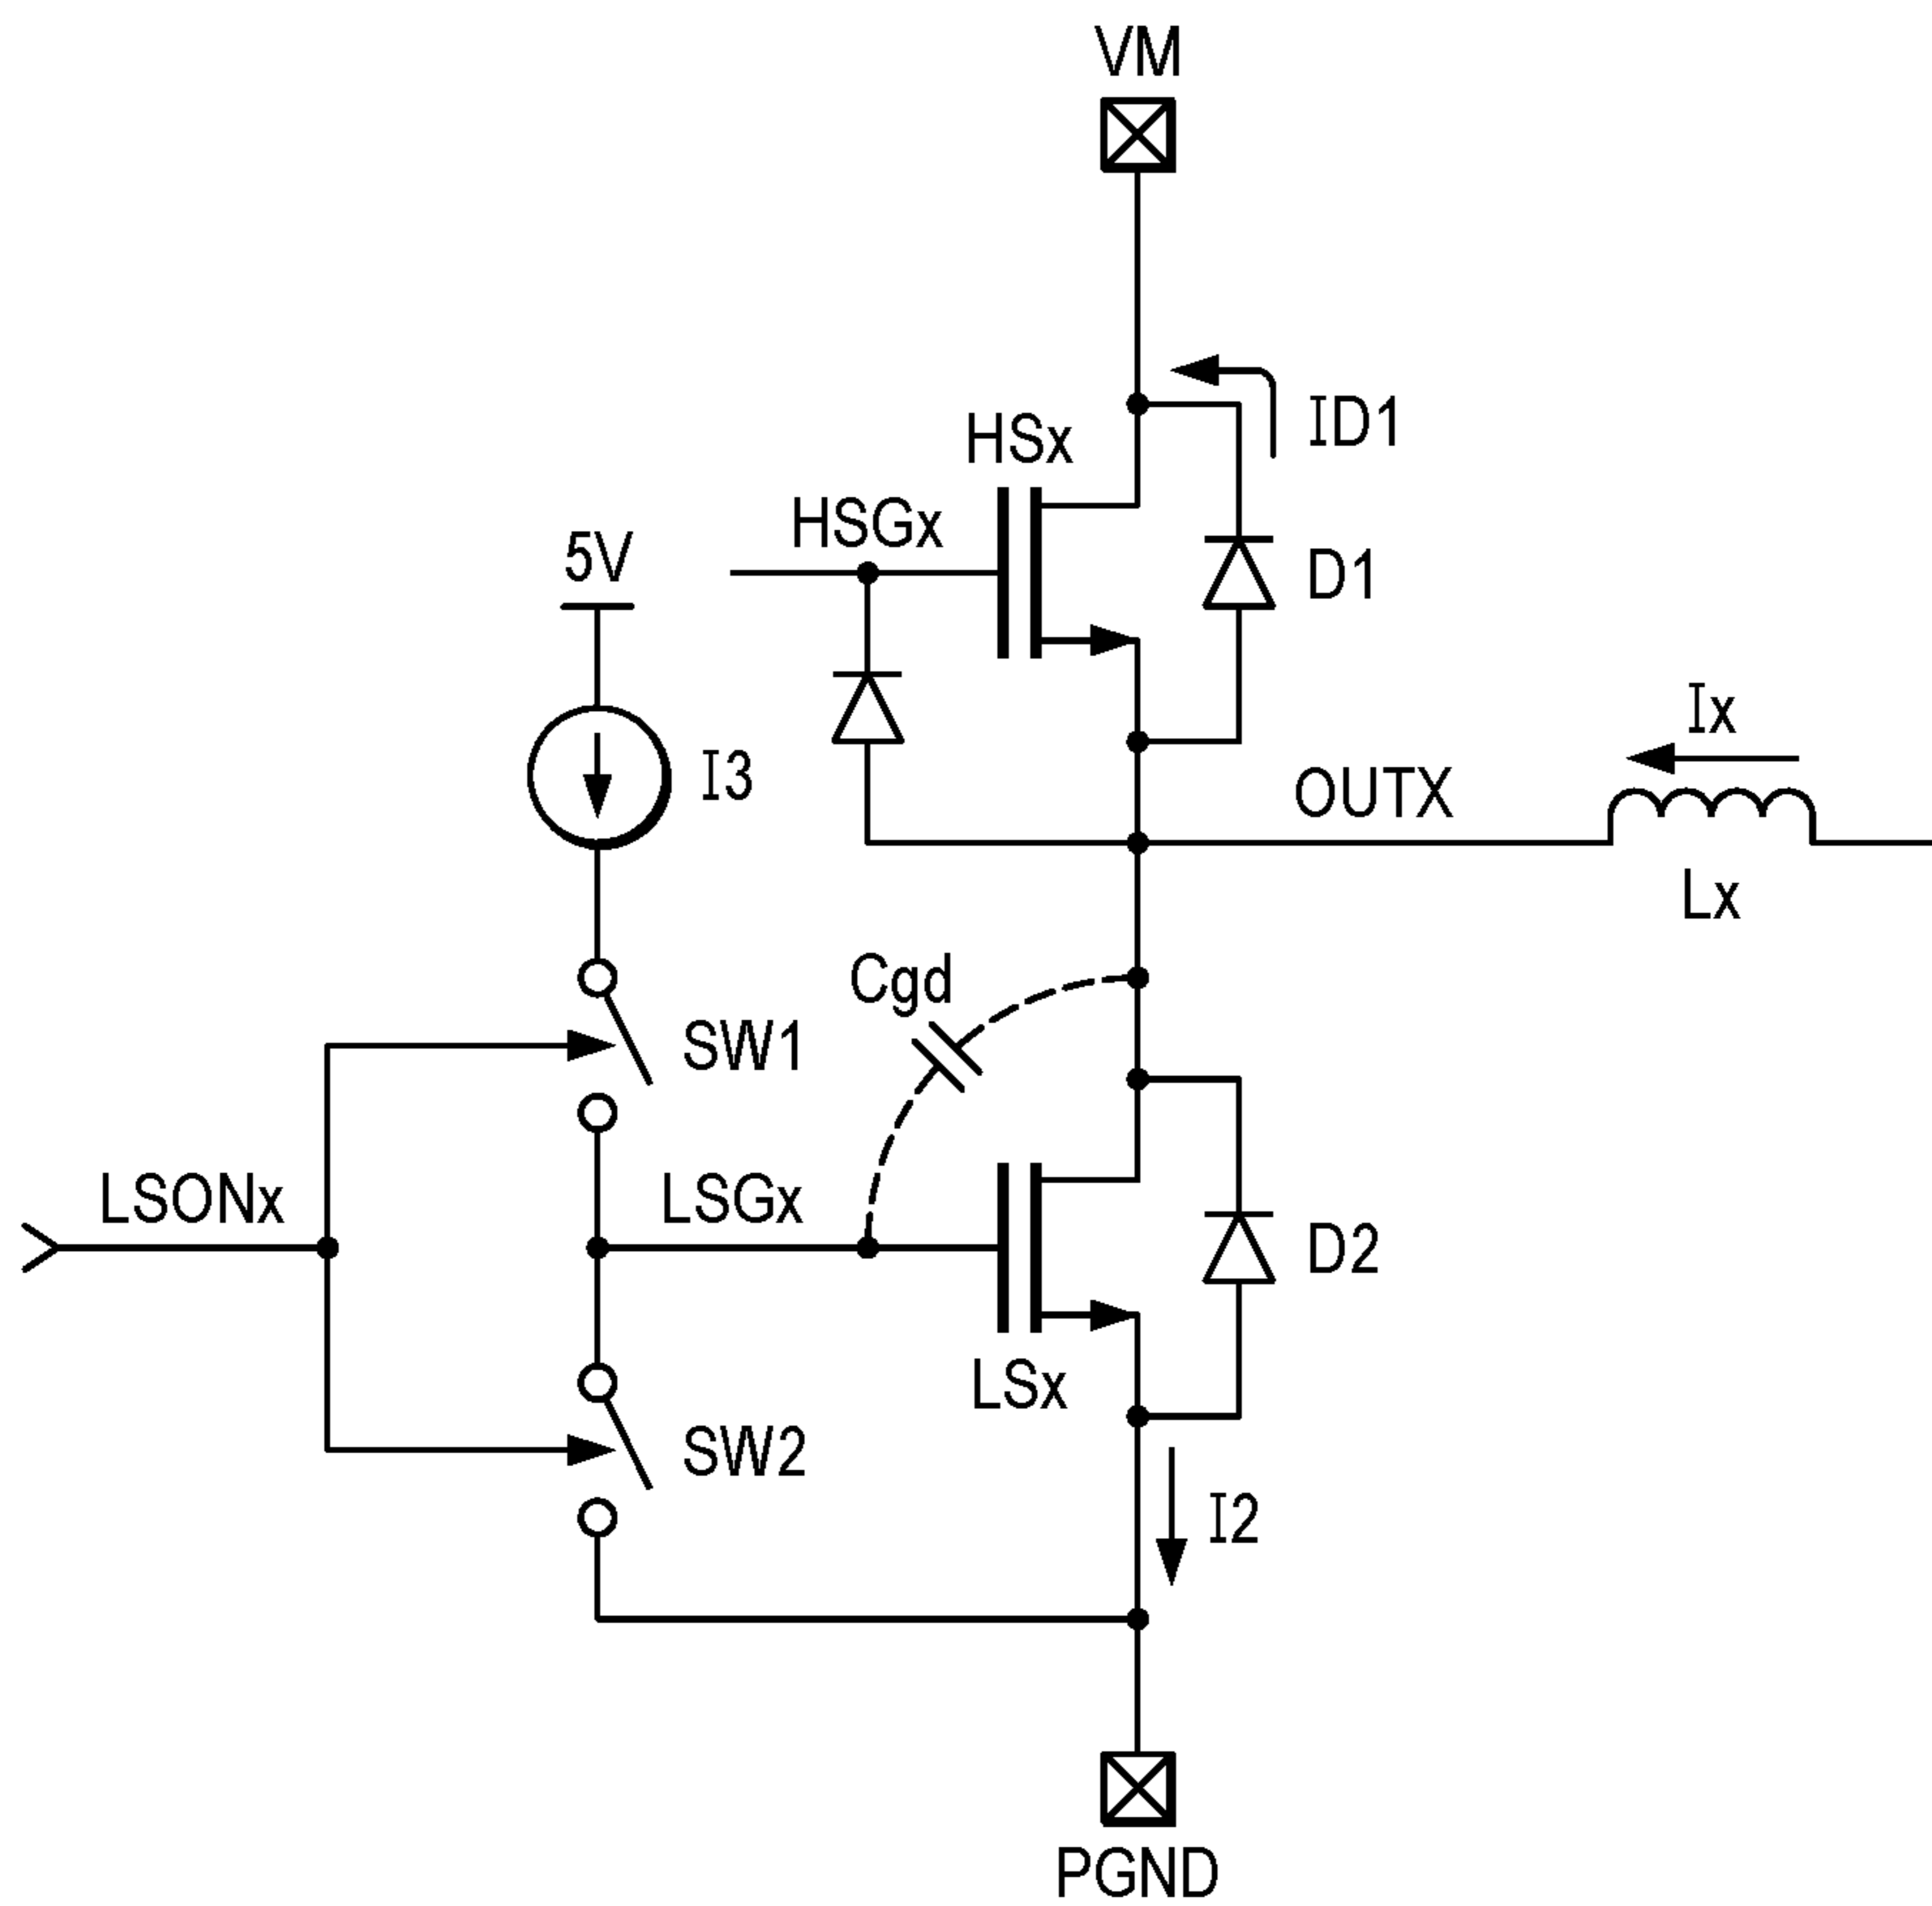 VM
ID1
HSx
HSGx
5V
D1
Ix
I3
OUTX
Lx
Cgd
SW1
LSONx
LSGx
D2
LSx
SW2
I2
PGND